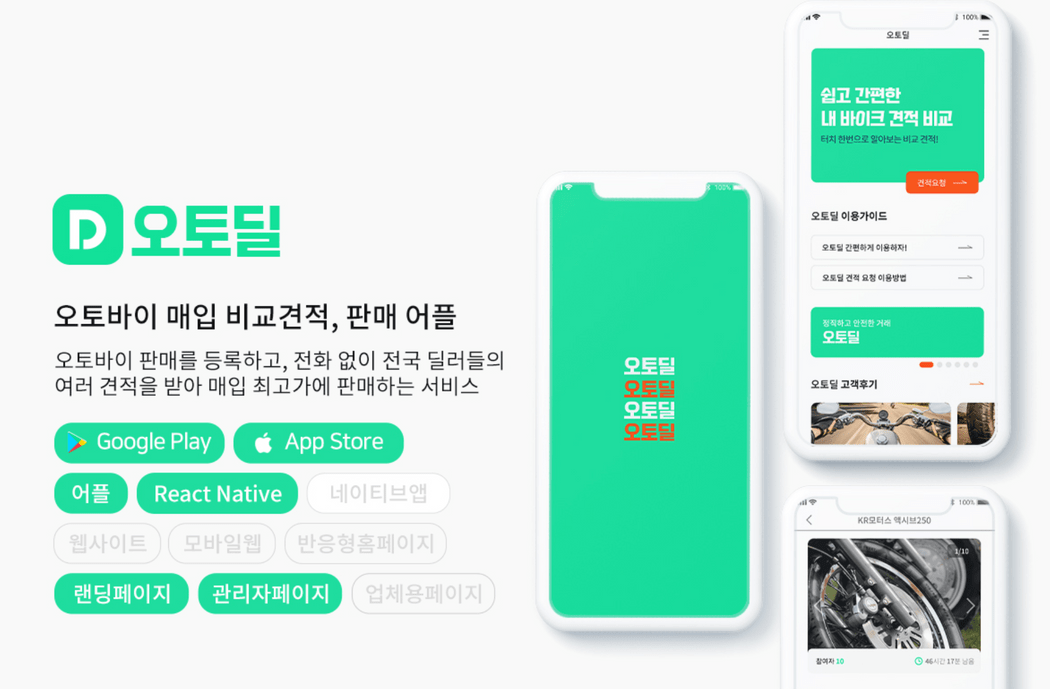 D 오토딜
오토바이 매입 비교견적, 판매 어플
오토바이 판매를 등록하고, 전화 없이 전국 딜러들의
여러 견적을 받아 매입 최고가에 판매하는 서비스
Google Play
App Store
어플
React Native
네이티브앱
웹사이트
모바일웹
반응형홈페이지
랜딩페이지
관리자페이지
업체용페이지
100%
오토딜
오토딜
오토딜
오토딜
100%
오토딜
쉽고 간편한
내 바이크 견적 비교
터치 한번으로 알아보는 비교 견적!
견적요청
오토딜 이용가이드
오토딜 간편하게 이용하자!
오토딜 견적 요청 이용방법
정직하고 안전한 거래
오토딜
오토딜 고객후기
100%
KR모터스 액시브250
1/10
참여자 10
46시간 17분 남음